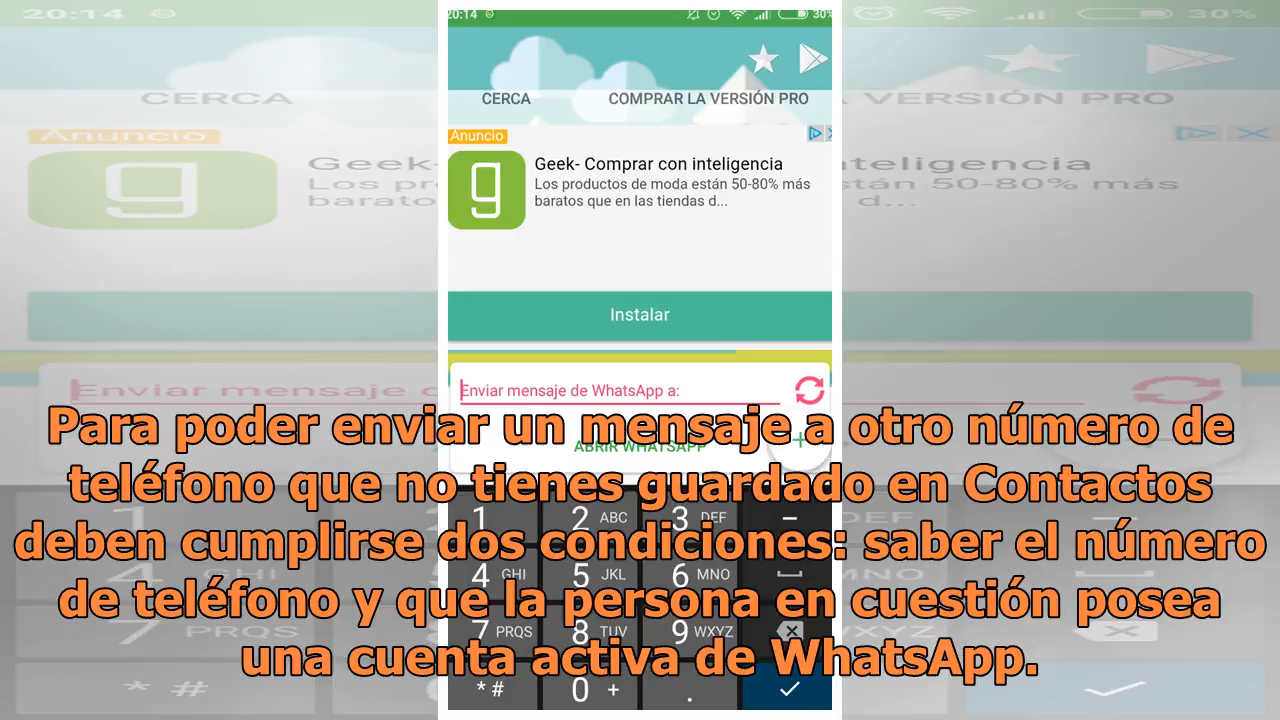 20:14
30%
CERCA
COMPRAR LA VERSIÓN PRO
Anuncio
Geek- Comprar con inteligencia
Los productos de moda están 50-80% más
baratos que en las tiendas d...
Instalar
Enviar mensaje de WhatsApp a:
ABRIR WHATSAPP
+
Para poder enviar un mensaje a otro número de
teléfono que no tienes guardado en Contactos
deben cumplirse dos condiciones: saber el número
de teléfono y que la persona en cuestión posea
una cuenta activa de WhatsApp.
1 2 ABC 3 DEF –
4 GHI 5 JKL 6 MNO
7 PRQS 8 TUV 9 WXYZ
* # 0 + .